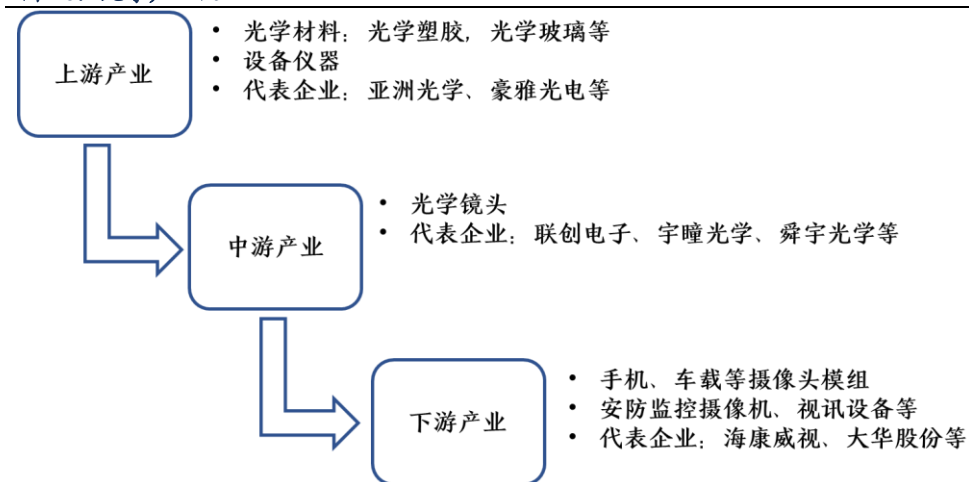 上游产业
• 光学材料：光学塑胶，光学玻璃等
• 设备仪器
• 代表企业：亚洲光学、豪雅光电等
中游产业
• 光学镜头
• 代表企业：联创电子、宇瞳光学、舜宇光学等
下游产业
• 手机、车载等摄像头模组
• 安防监控摄像机、视讯设备等
• 代表企业：海康威视、大华股份等